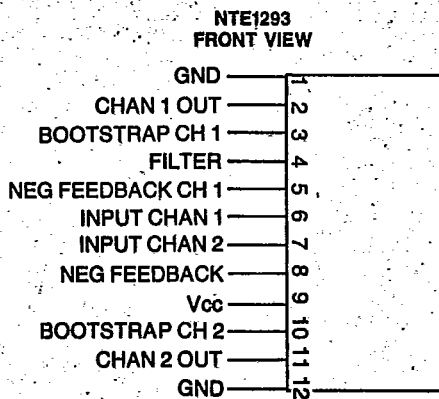 NTE1293
FRONT VIEW
GND 1
CHAN 1 OUT 2
BOOTSTRAP CH 1 3
FILTER 4
NEG FEEDBACK CH 1 5
INPUT CHAN 1 6
INPUT CHAN 2 7
NEG FEEDBACK 8
Vcc 9
BOOTSTRAP CH 2 10
CHAN 2 OUT 11
GND 12